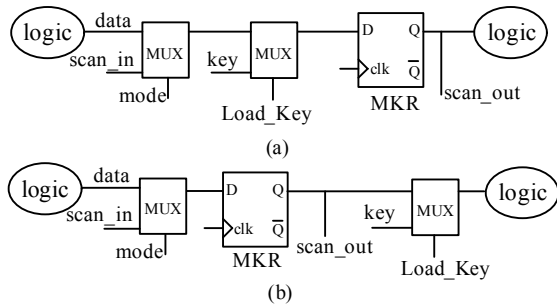 logic
data
scan_in
MUX
mode
key
MUX
Load_Key
D
Q
clk
Q
MKR
scan_out
logic
(a)
logic
data
scan_in
MUX
mode
D
Q
clk
Q
MKR
scan_out
key
MUX
Load_Key
logic
(b)